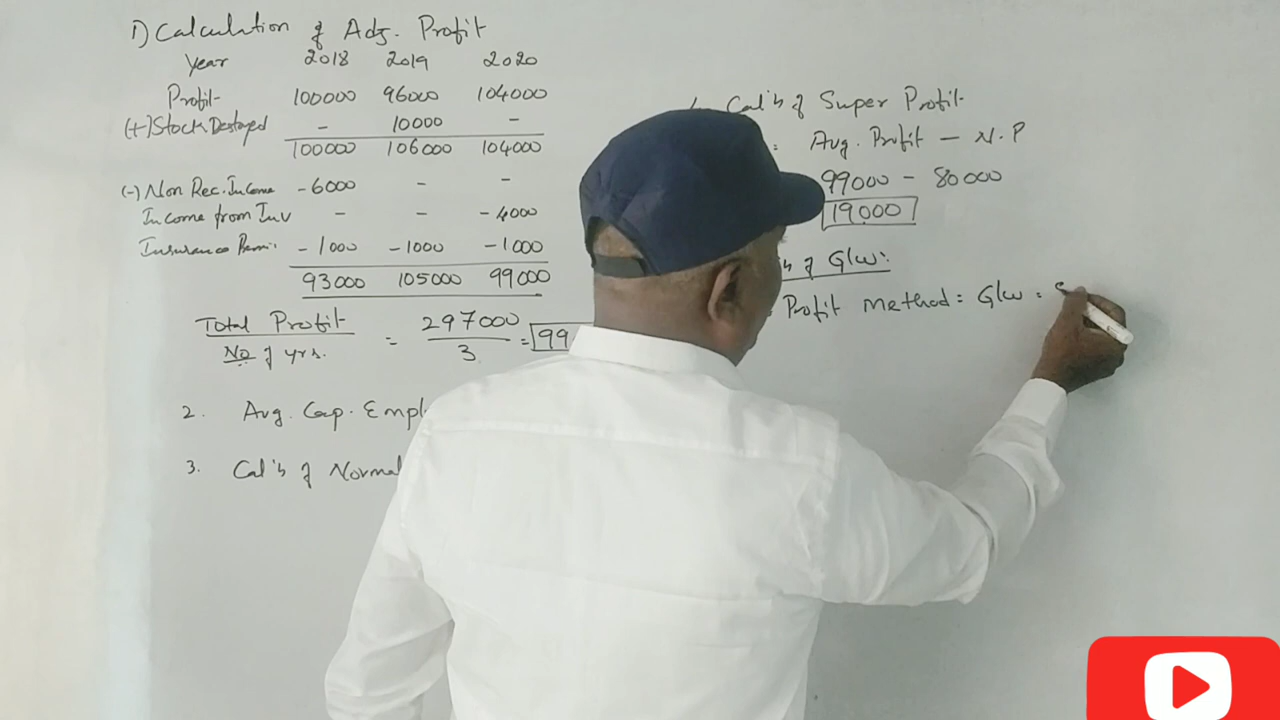 1) Calculation of Adj. Profit
Year 2018 2019 2020
Profit 100000 96000 104000
(+) Stock Destoyed - 10000 -
100000 106000 104000
(-) Non Rec. Income -6000 - -
Income from Inv - - -4000
Insurance Remi. -1000 -1000 -1000
93000 105000 99000
Total Profit
No of yrs. = 297000 / 3 = 99
2. Avg. Cap. Empl
3. Cal'n of Normal
Cal'n of Super Profit
= Avg. Profit - N.P
99000 - 80000
19000
of G/w:
Profit Method = G/w = S